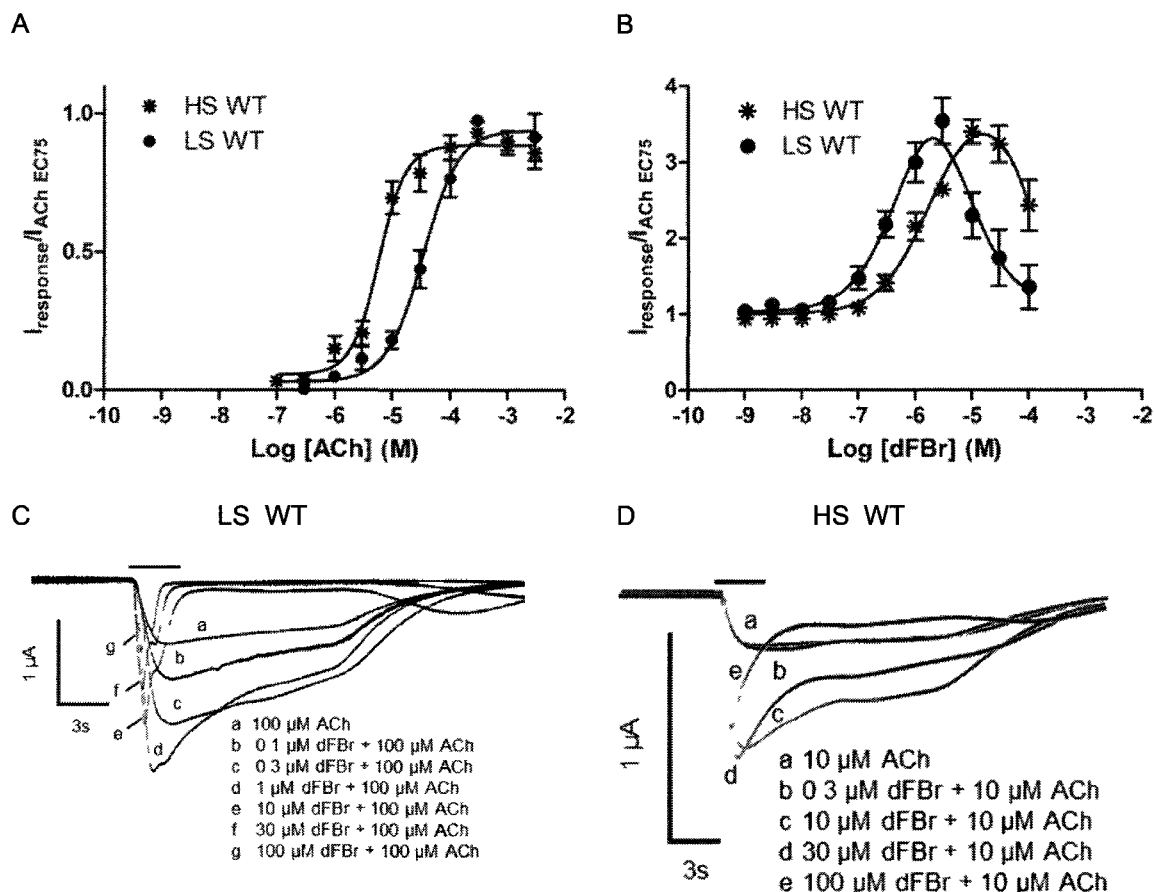 A
B
HS WT
LS WT
1.0
0.5
0.0
Iresponse/IACh EC75
-10 -9 -8 -7 -6 -5 -4 -3 -2
Log [ACh] (M)
HS WT
LS WT
4
3
2
1
0
Iresponse/IACh EC75
-10 -9 -8 -7 -6 -5 -4 -3 -2
Log [dFBr] (M)
C
LS WT
a
b
c
d
e
f
g
1 µA
3s
a 100 µM ACh
b 0 1 µM dFBr + 100 µM ACh
c 0 3 µM dFBr + 100 µM ACh
d 1 µM dFBr + 100 µM ACh
e 10 µM dFBr + 100 µM ACh
f 30 µM dFBr + 100 µM ACh
g 100 µM dFBr + 100 µM ACh
D
HS WT
a
e
b
c
d
1 µA
3s
a 10 µM ACh
b 0 3 µM dFBr + 10 µM ACh
c 10 µM dFBr + 10 µM ACh
d 30 µM dFBr + 10 µM ACh
e 100 µM dFBr + 10 µM ACh